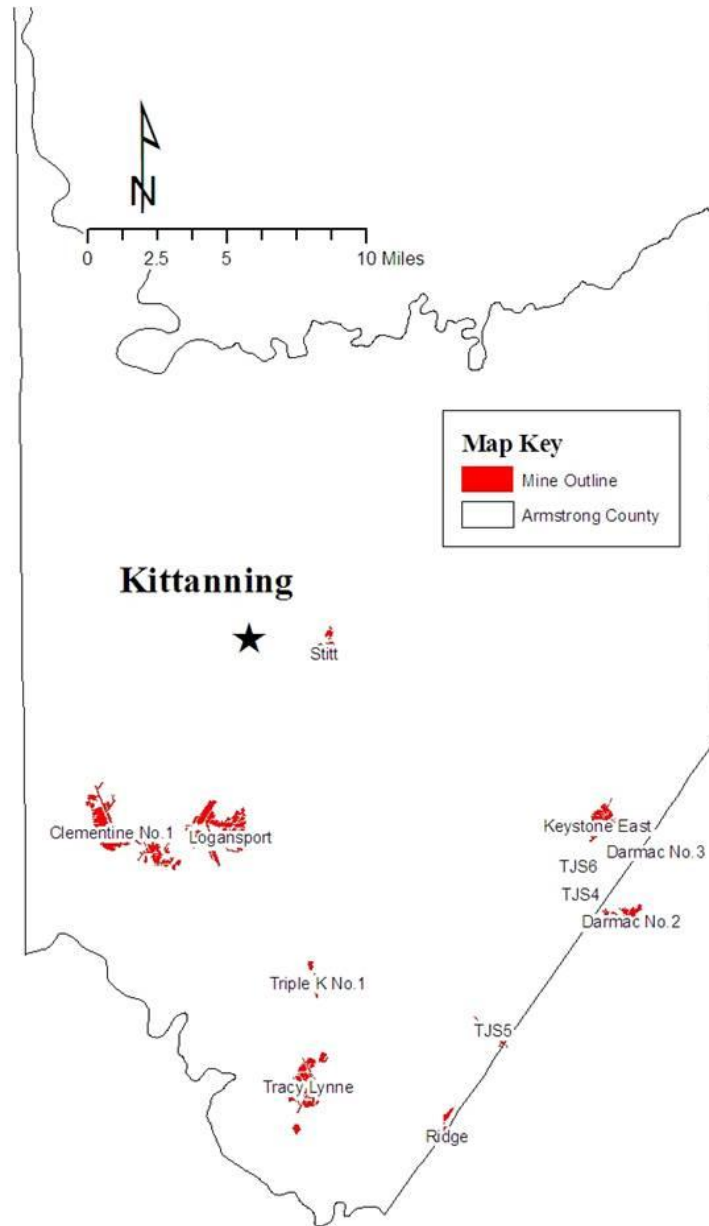 N
0 2.5 5 10 Miles
Map Key
Mine Outline
Armstrong County
Kittanning
Stitt
Clementine No.1
Logansport
Keystone East
Darmac No.3
TJS6
TJS4
Darmac No.2
Triple K No.1
TJS5
Tracy Lynne
Ridge